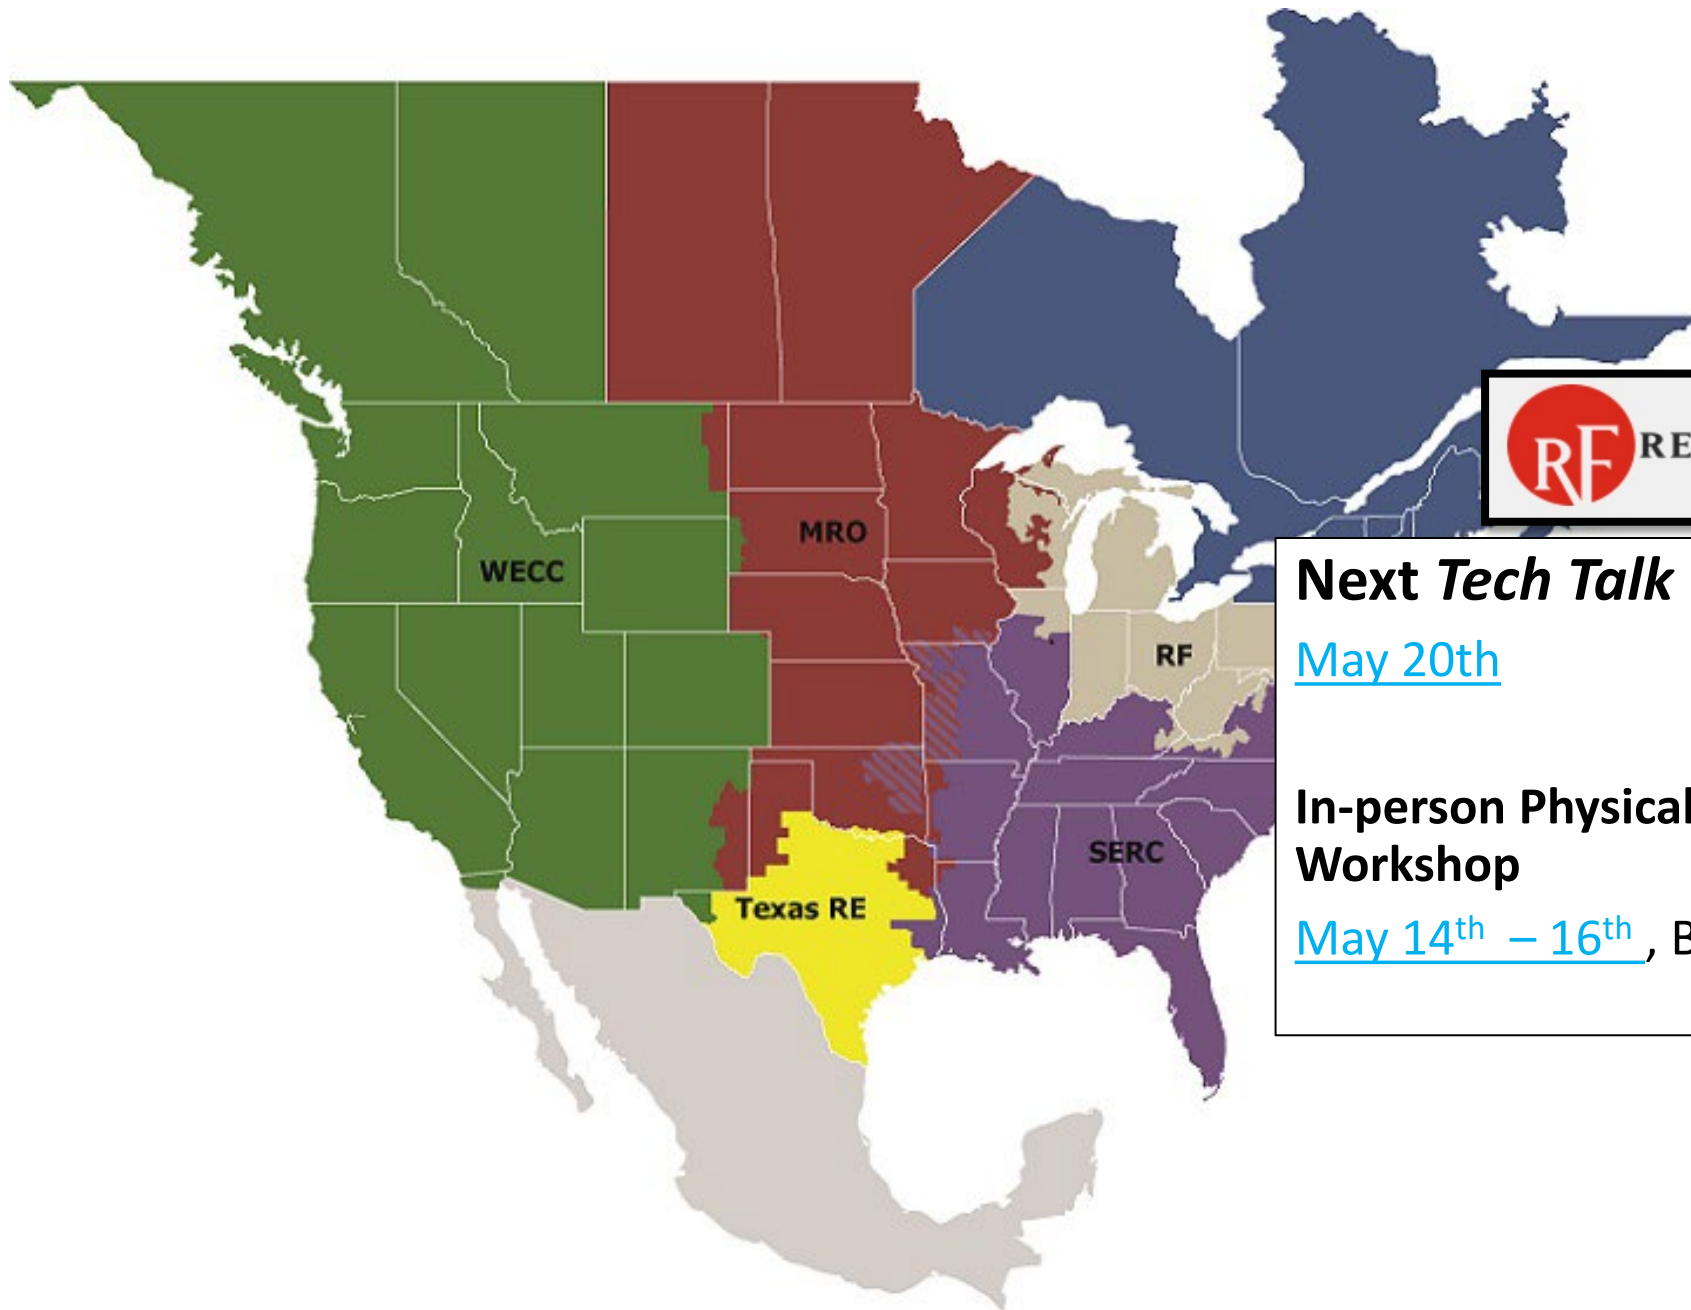 RF RE
MRO
WECC
Next Tech Talk
May 20th
RF
In-person Physical
Workshop
SERC
Texas RE
May 14th – 16th , B